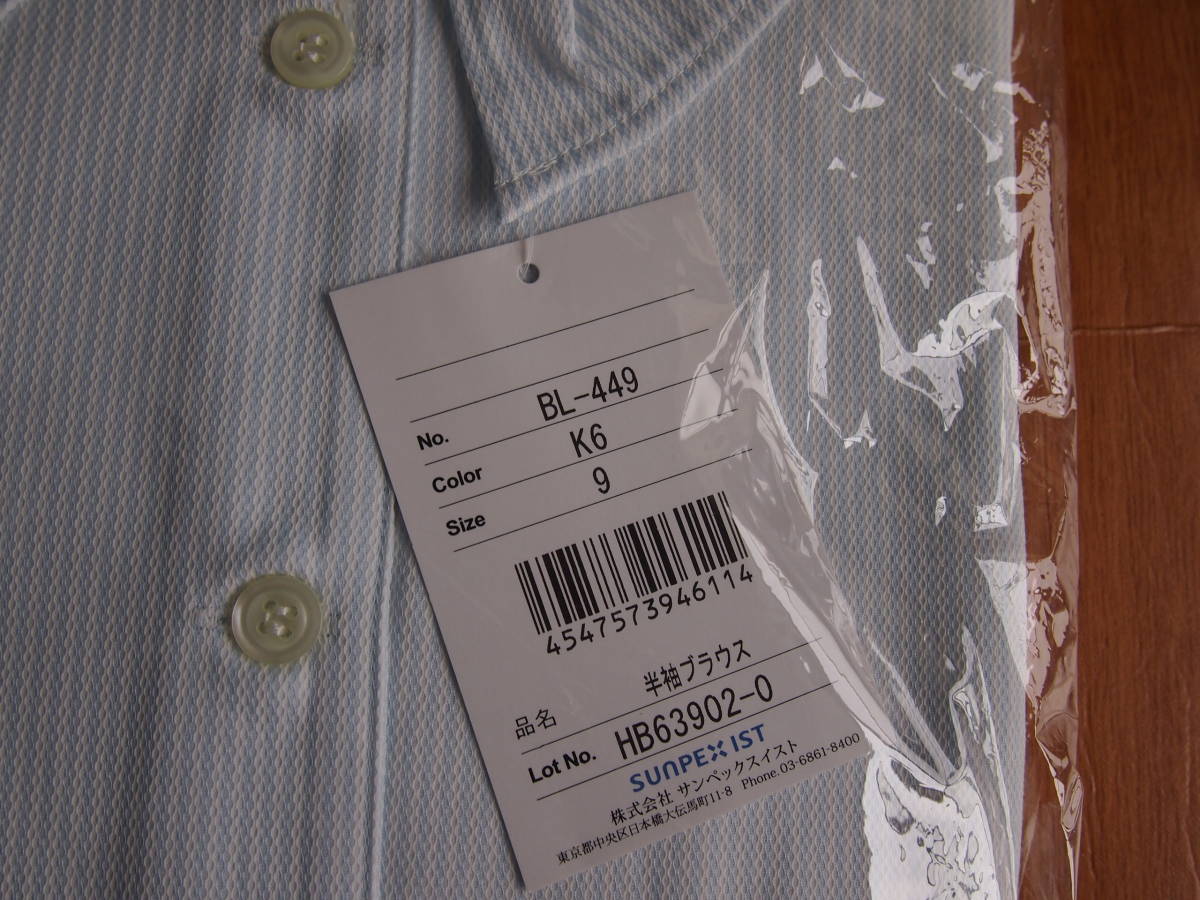 No. BL-449
Color K6
Size 9
4547573946114
品名 半袖ブラウス
Lot No. HB63902-0
SUNPEXIST
株式会社 サンペックスイスト
東京都中央区日本橋大伝馬町11-8 Phone.03-6861-8400